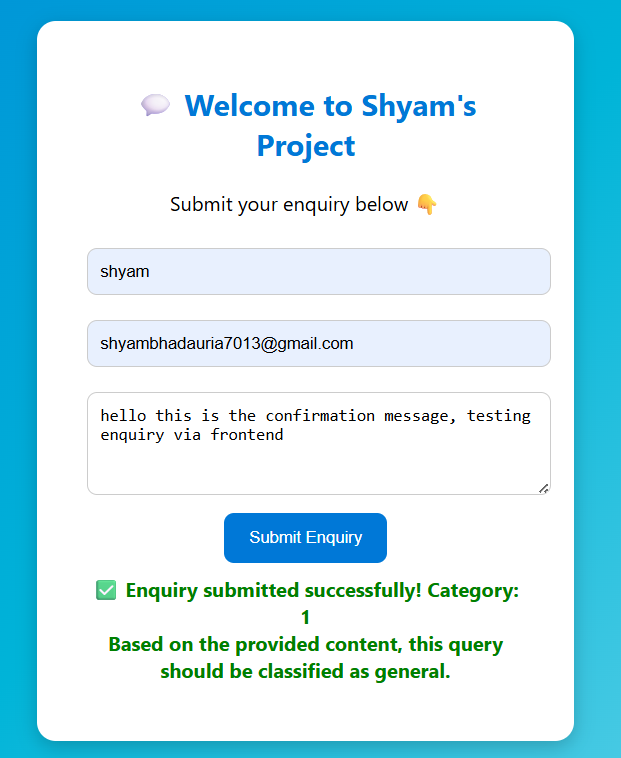 💬 Welcome to Shyam's
Project
Submit your enquiry below 👇
shyam
shyambhadauria7013@gmail.com
hello this is the confirmation message, testing
enquiry via frontend
Submit Enquiry
✅ Enquiry submitted successfully! Category:
1
Based on the provided content, this query
should be classified as general.